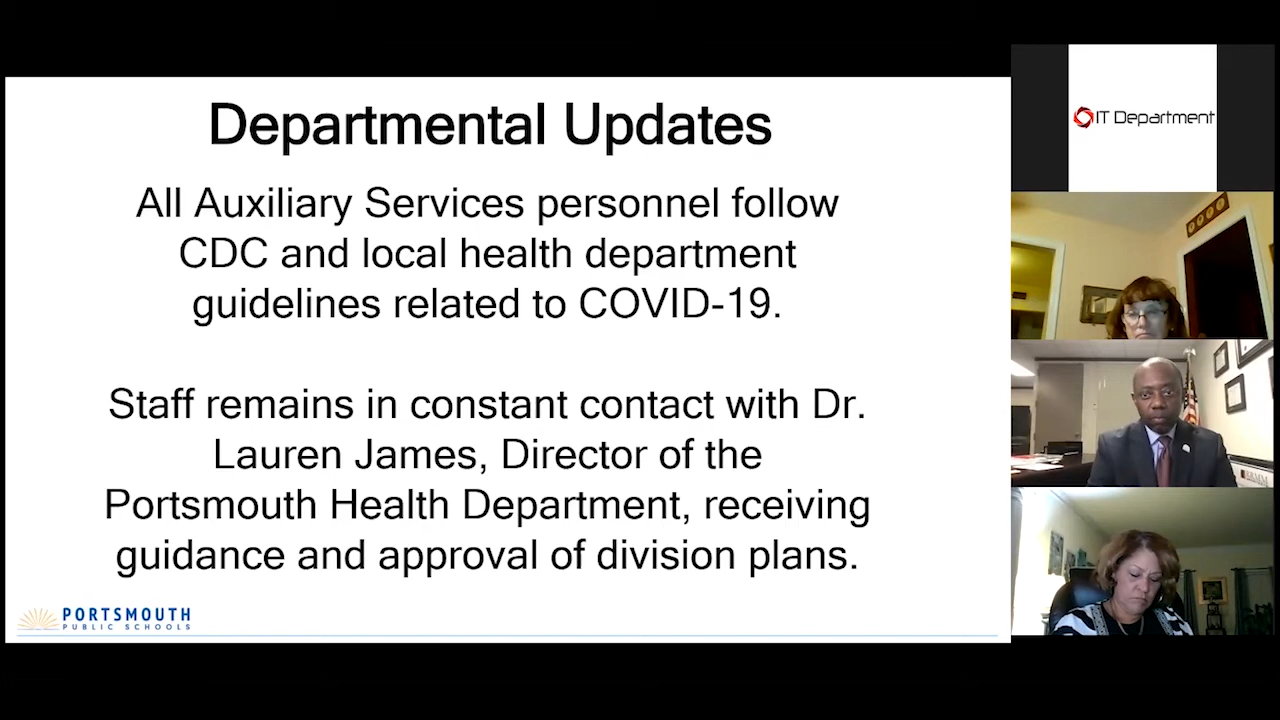 Departmental Updates
All Auxiliary Services personnel follow
CDC and local health department
guidelines related to COVID-19.
Staff remains in constant contact with Dr.
Lauren James, Director of the
Portsmouth Health Department, receiving
guidance and approval of division plans.
PORTSMOUTH
PUBLIC SCHOOLS
IT Department